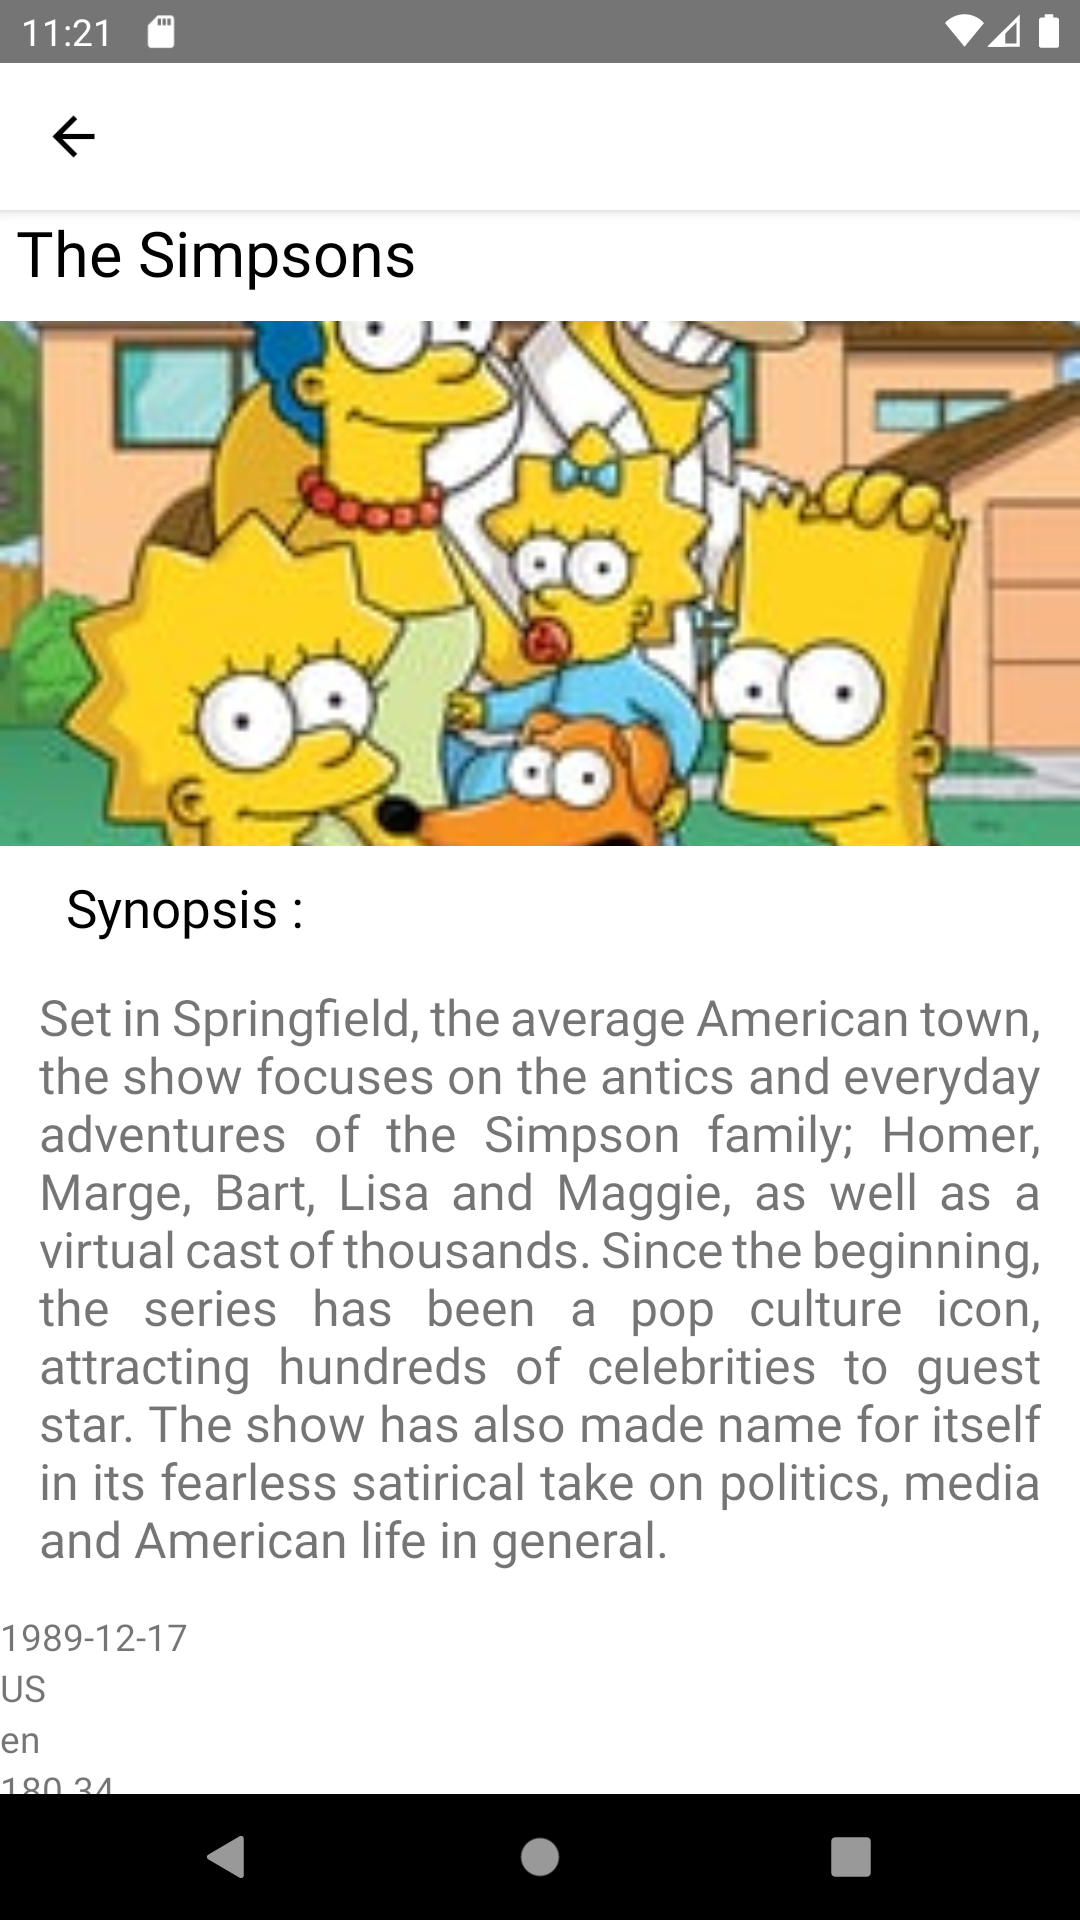 11:21
The Simpsons
Synopsis :
Set in Springfield, the average American town,
the show focuses on the antics and everyday
adventures of the Simpson family; Homer,
Marge, Bart, Lisa and Maggie, as well as a
virtual cast of thousands. Since the beginning,
the series has been a pop culture icon,
attracting hundreds of celebrities to guest
star. The show has also made name for itself
in its fearless satirical take on politics, media
and American life in general.
1989-12-17
US
en
180.34